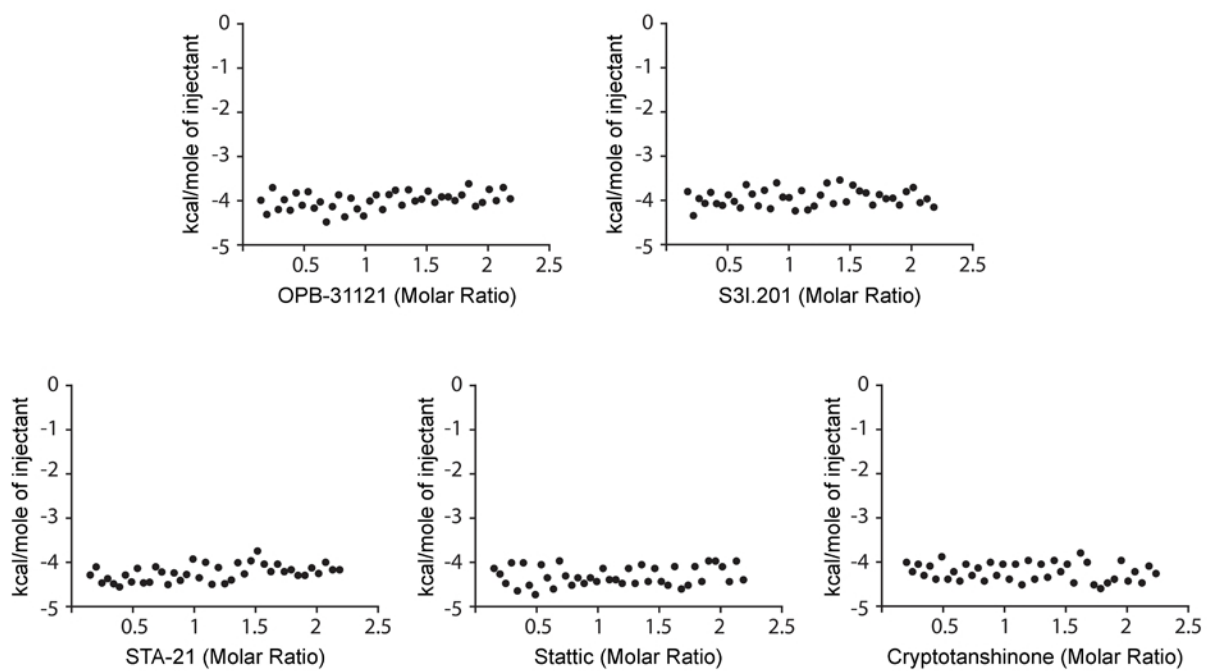 kcal/mole of injectant
0
-1
-2
-3
-4
-5
0.5 1 1.5 2 2.5
OPB-31121 (Molar Ratio)
kcal/mole of injectant
0
-1
-2
-3
-4
-5
0.5 1 1.5 2 2.5
S3I.201 (Molar Ratio)
kcal/mole of injectant
0
-1
-2
-3
-4
-5
0.5 1 1.5 2 2.5
STA-21 (Molar Ratio)
kcal/mole of injectant
0
-1
-2
-3
-4
-5
0.5 1 1.5 2 2.5
Stattic (Molar Ratio)
kcal/mole of injectant
0
-1
-2
-3
-4
-5
0.5 1 1.5 2 2.5
Cryptotanshinone (Molar Ratio)